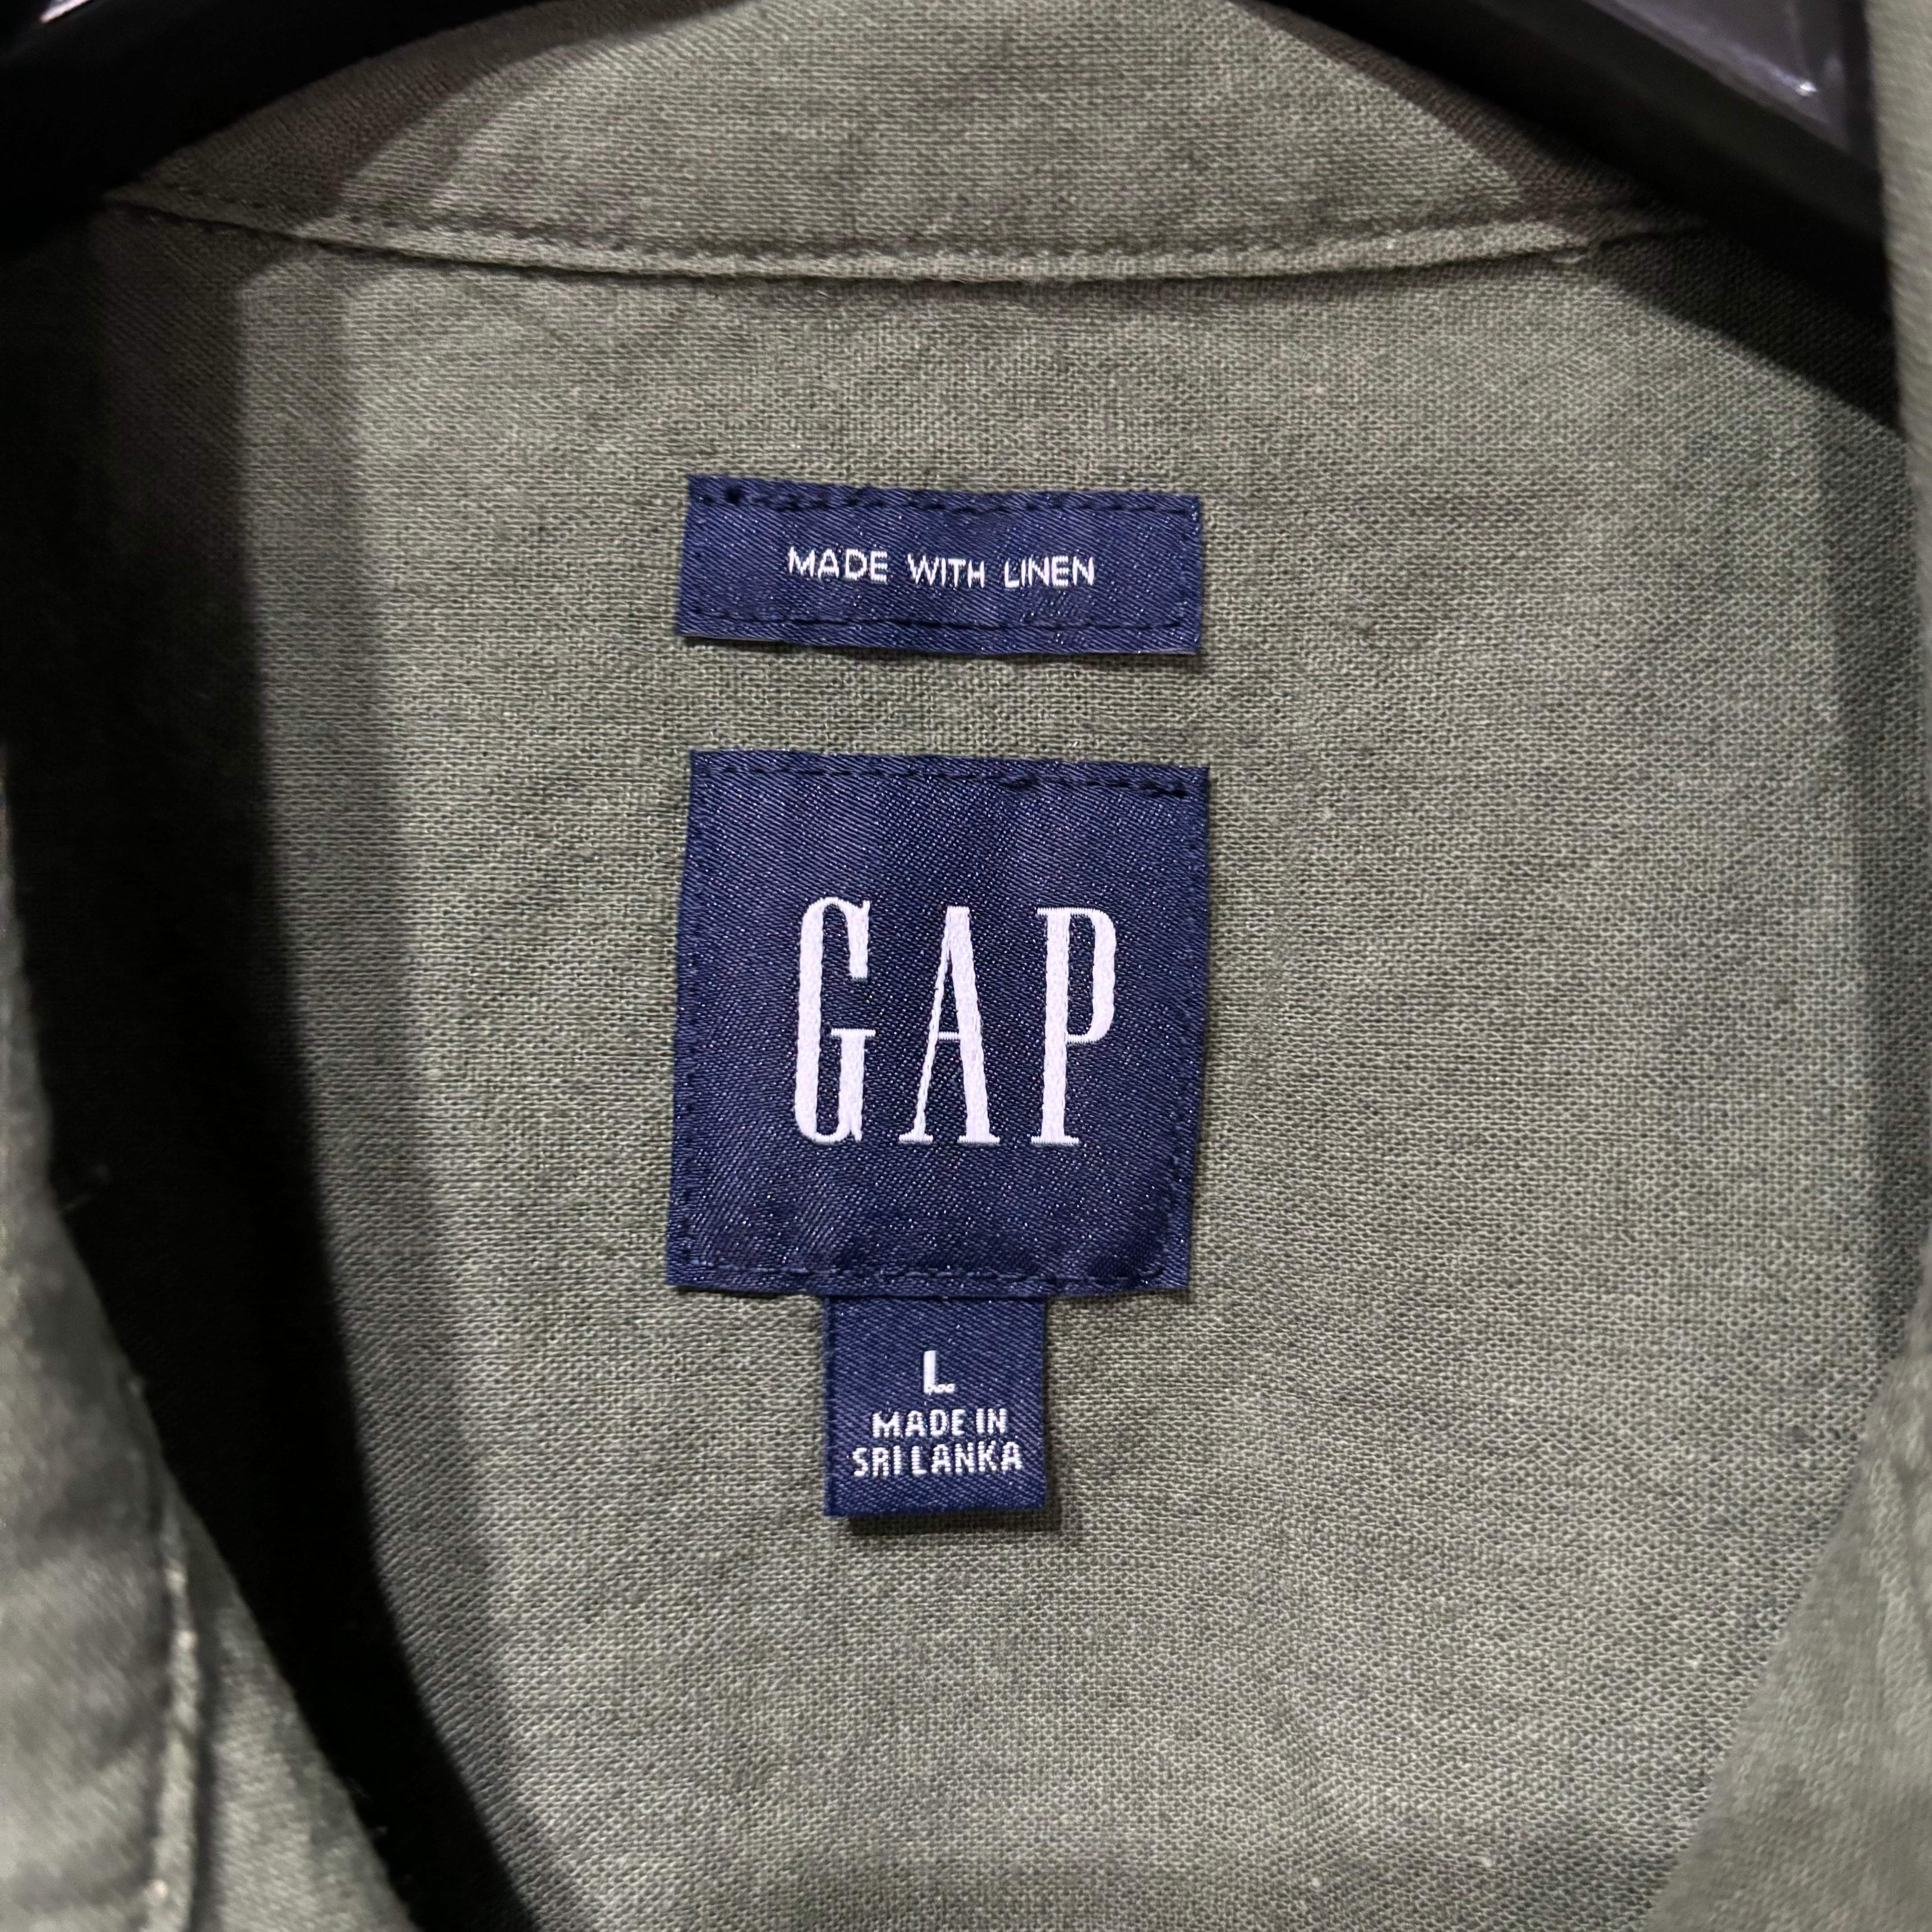 MADE WITH LINEN
GAP
L
MADE IN
SRI LANKA